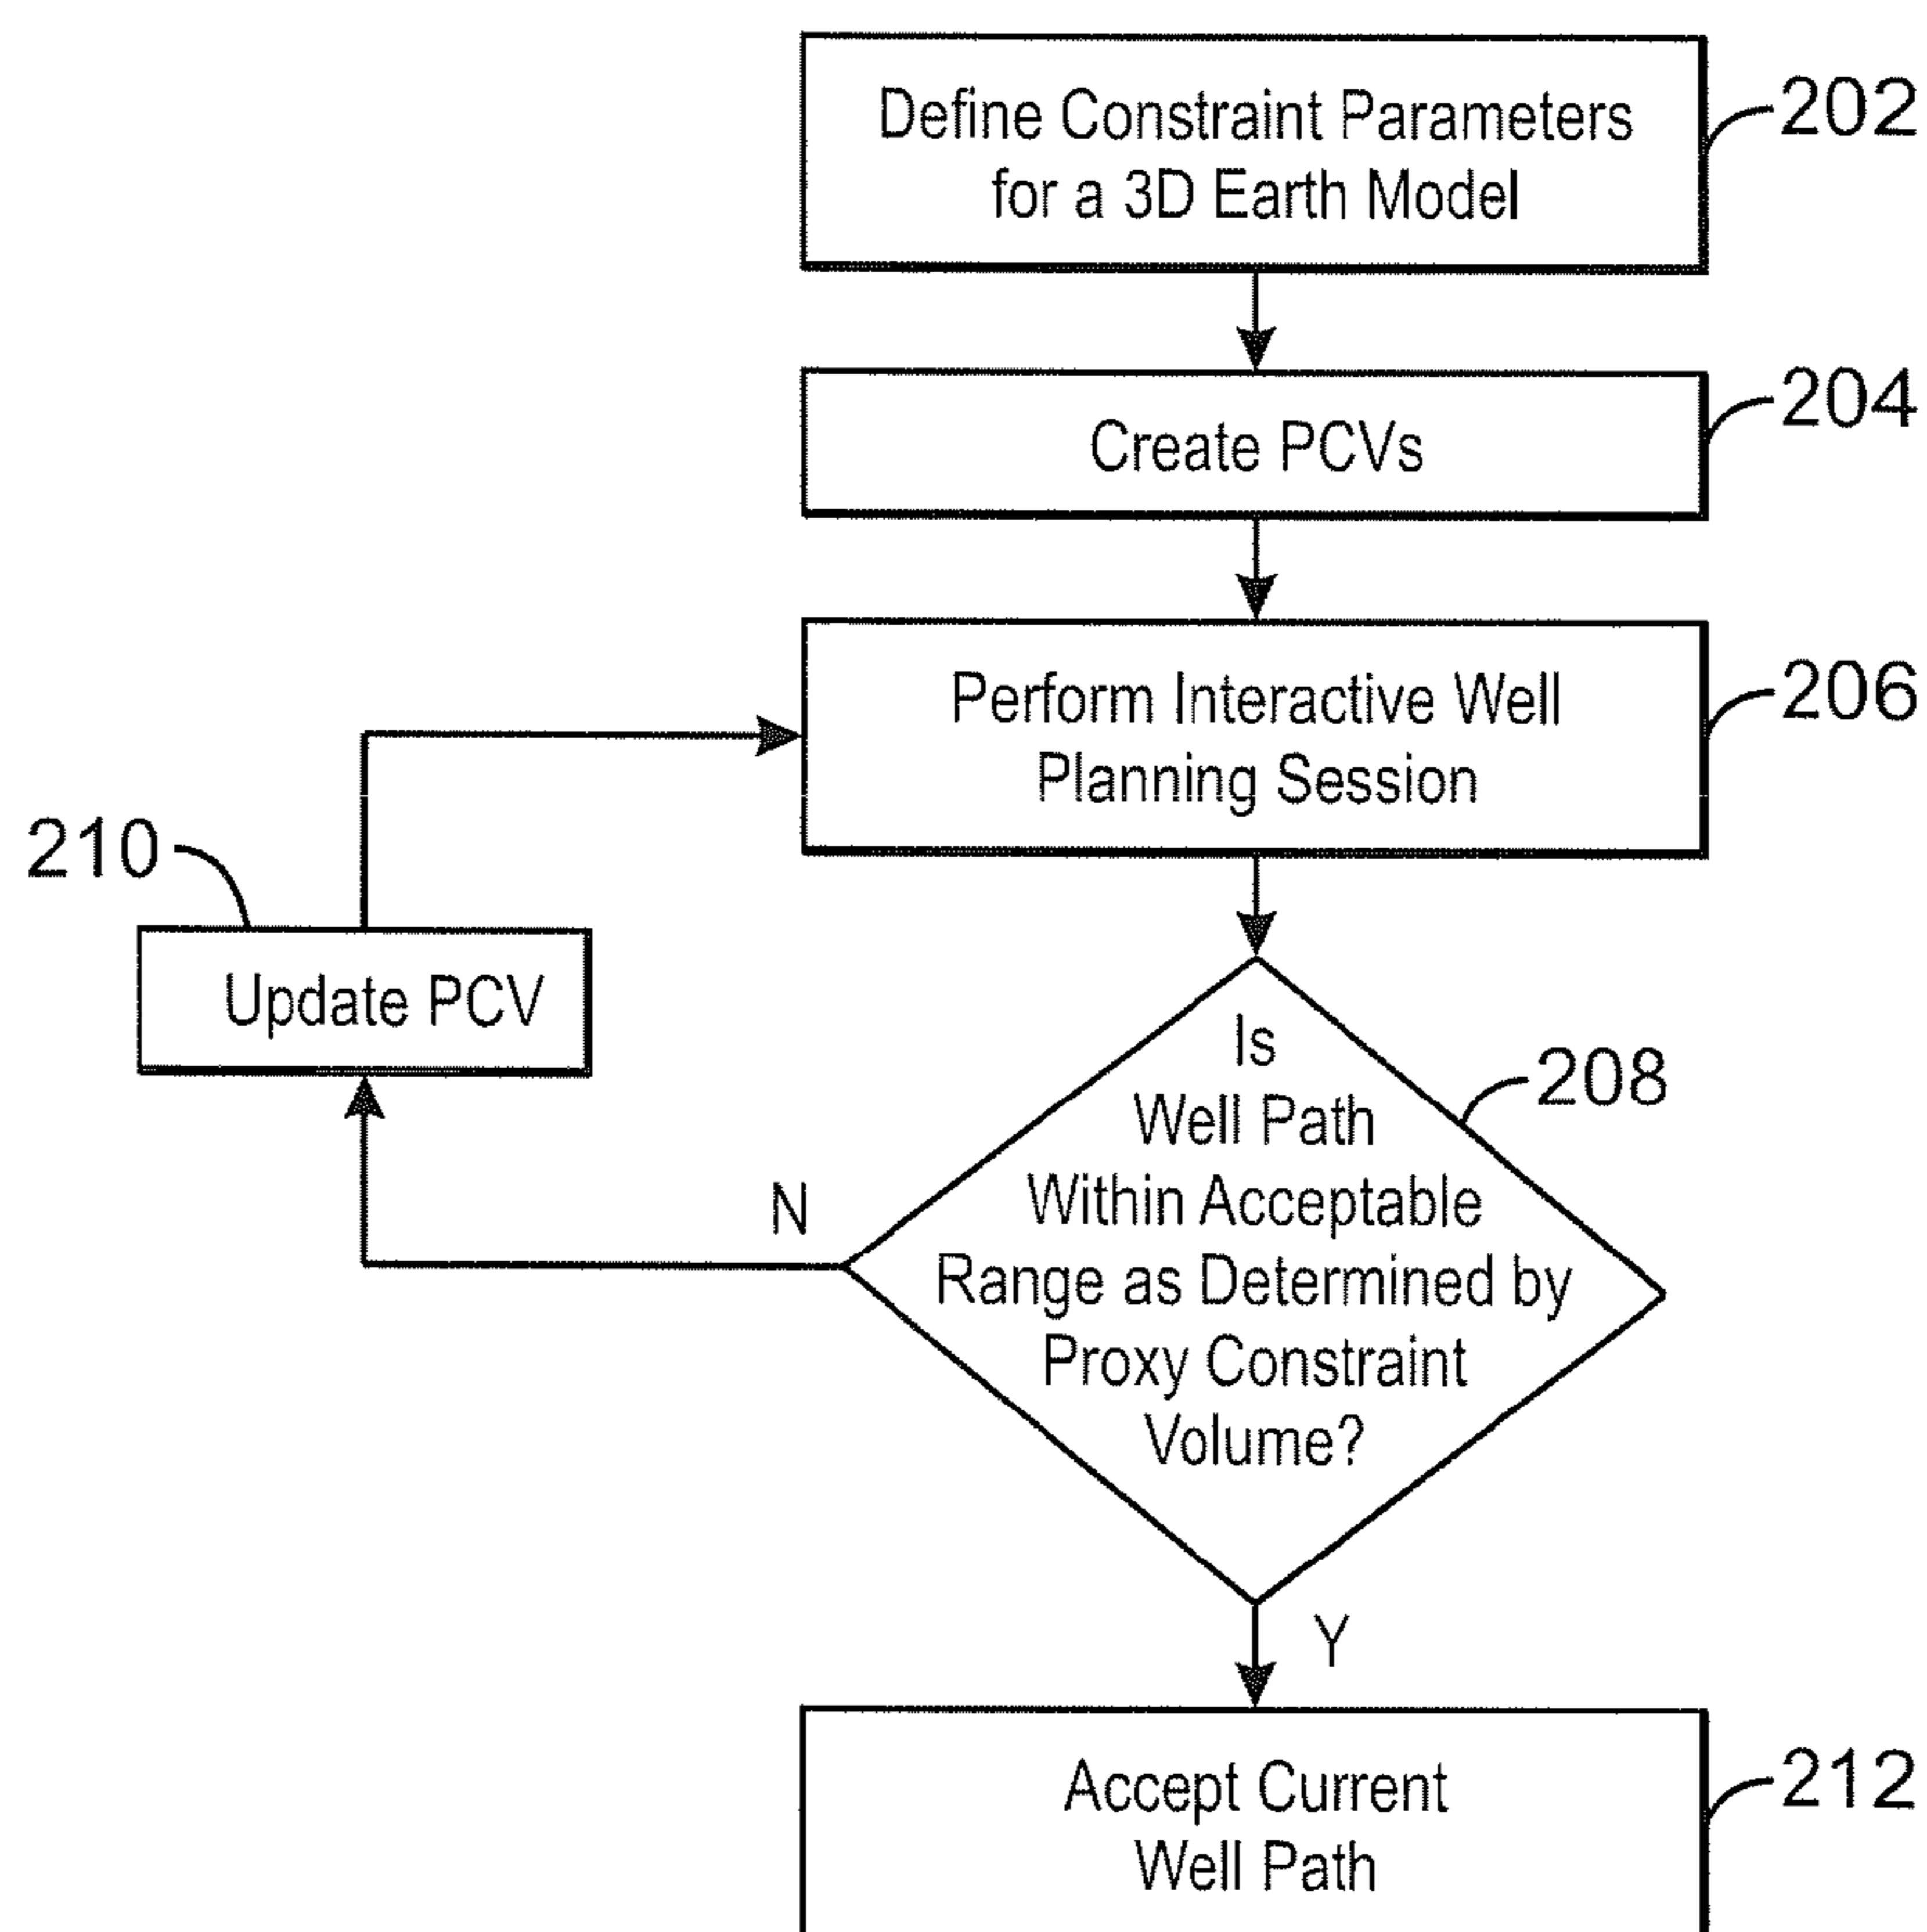 Define Constraint Parameters
for a 3D Earth Model
202
Create PCVs
204
Perform Interactive Well
Planning Session
206
210
Update PCV
Is
Well Path
Within Acceptable
Range as Determined by
Proxy Constraint
Volume?
208
N
Y
Accept Current
Well Path
212